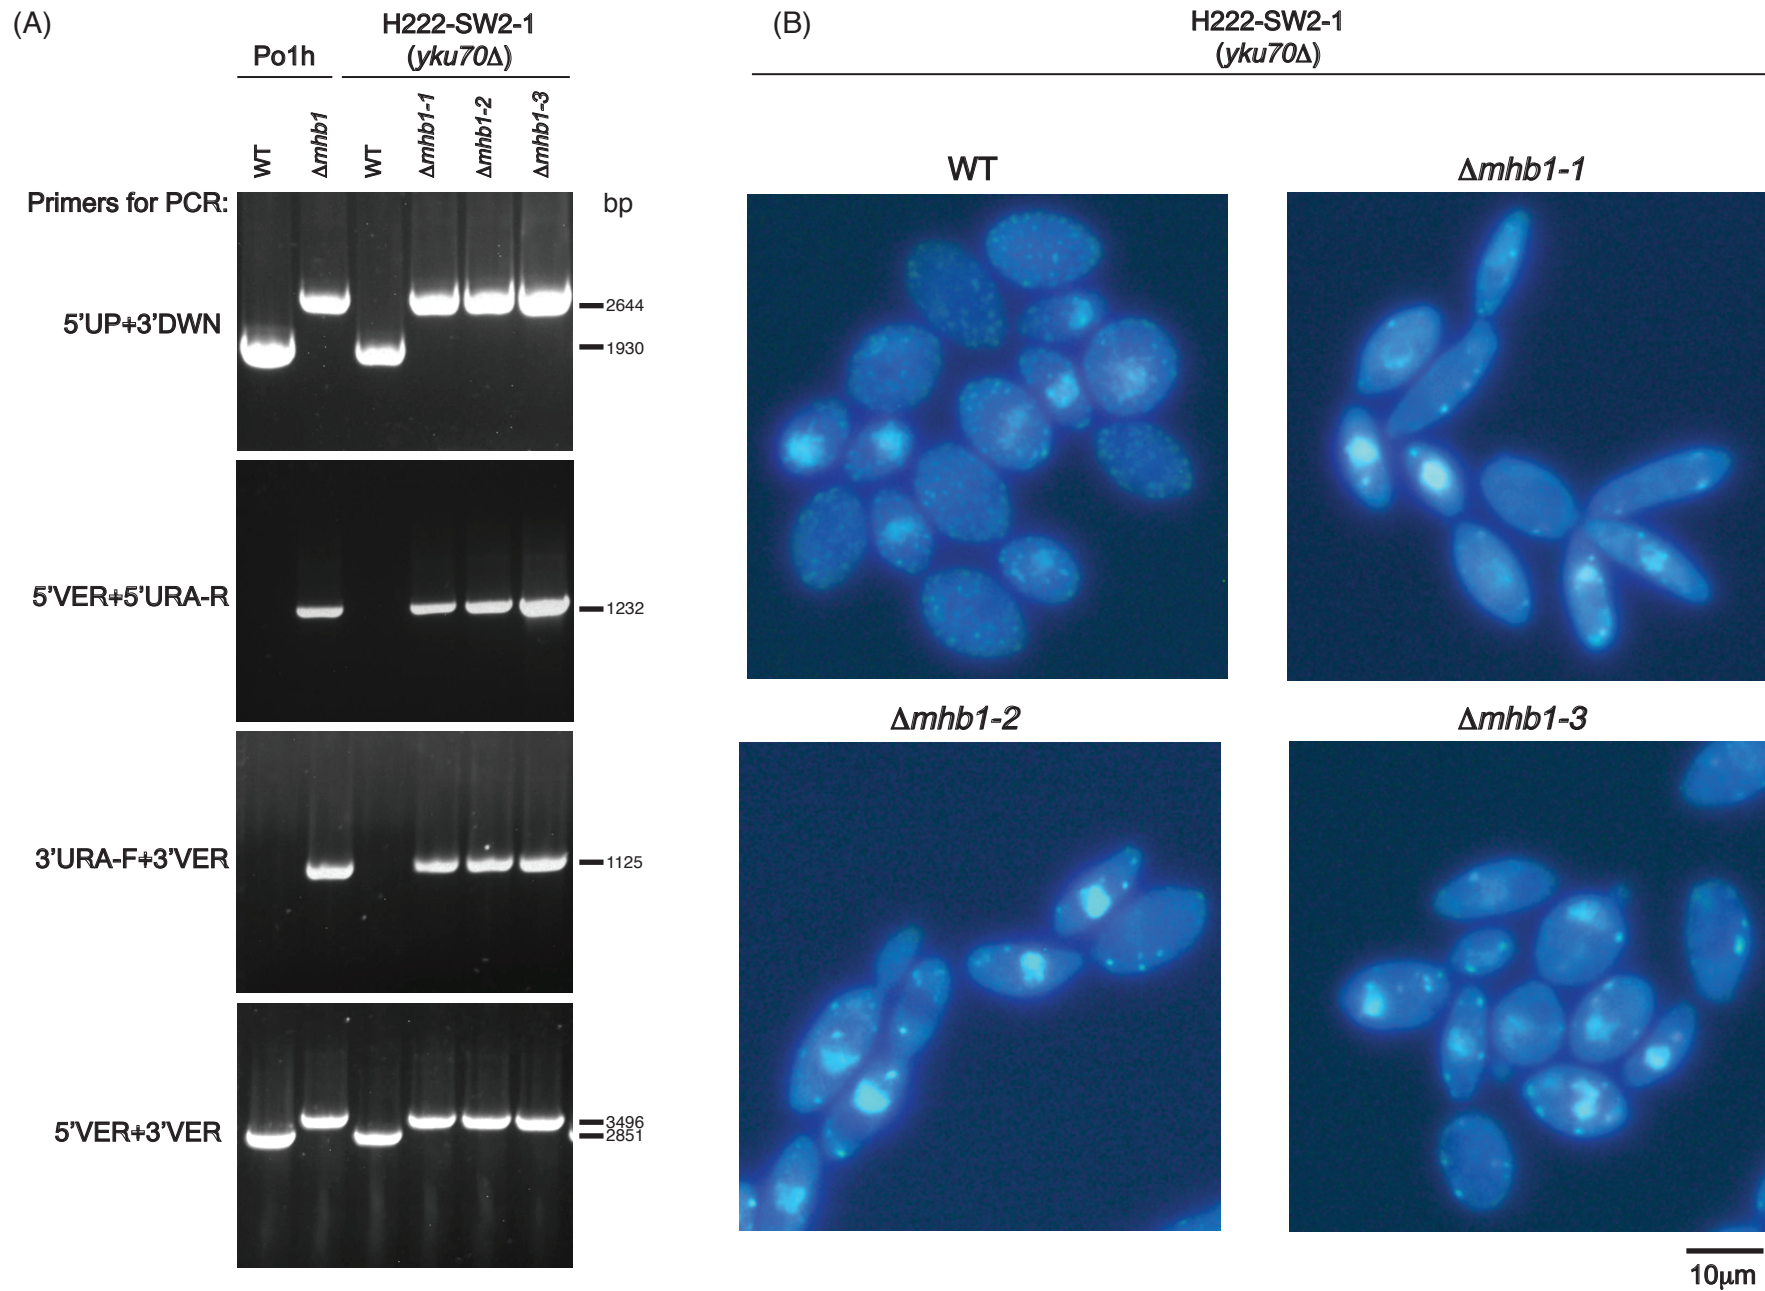 (A)
H222-SW2-1
Po1h
(yku70Δ)
WT
Δmhb1
WT
Δmhb1-1
Δmhb1-2
Δmhb1-3
Primers for PCR:
bp
5'UP+3'DWN
2644
1930
5'VER+5'URA-R
1232
3'URA-F+3'VER
1125
5'VER+3'VER
3496
2851
(B)
H222-SW2-1
(yku70Δ)
WT
Δmhb1-1
Δmhb1-2
Δmhb1-3
10μm